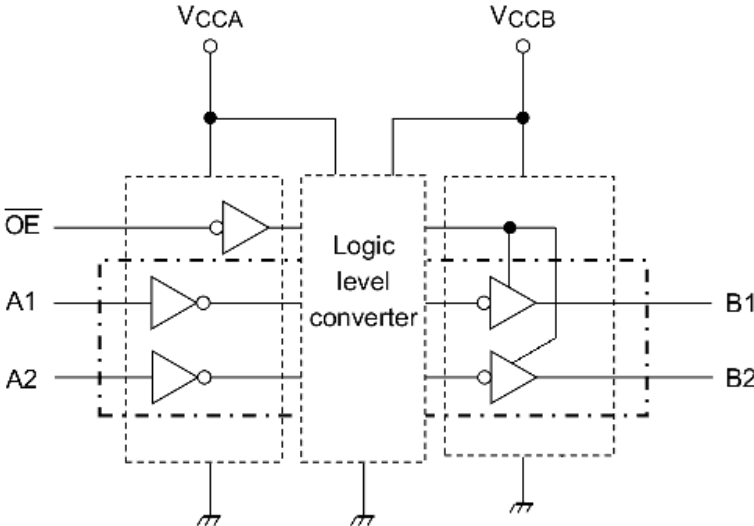 VCCA
VCCB
OE
Logic
level
converter
A1
B1
A2
B2